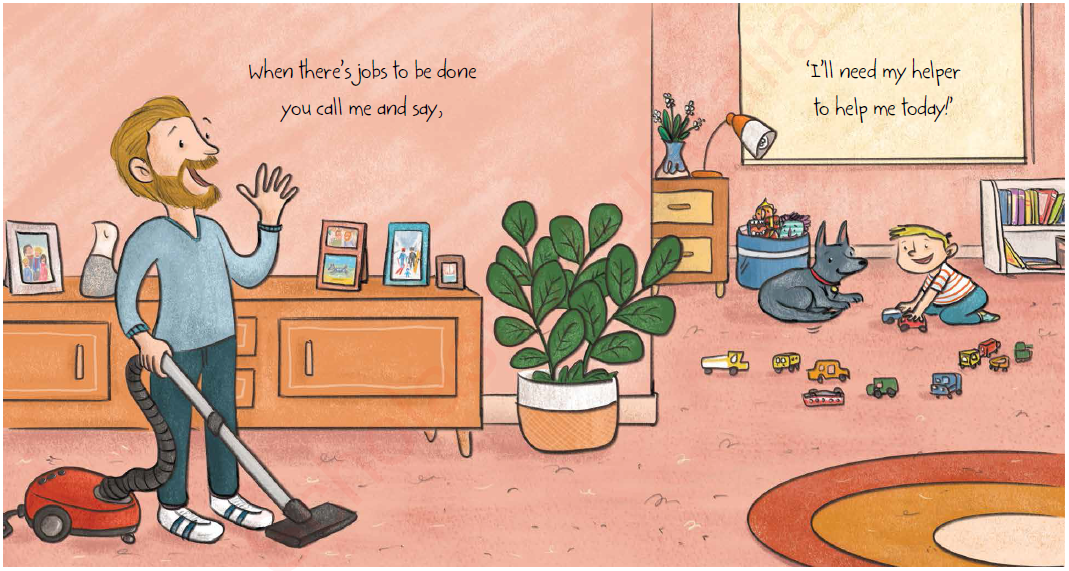 When there's jobs to be done
you call me and say,
'I'll need my helper
to help me today!'